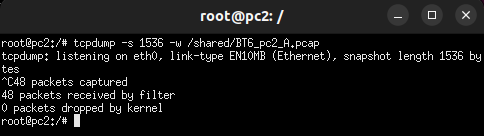 root@pc2: /
root@pc2:/# tcpdump -s 1536 -w /shared/BT6_pc2_A.pcap
tcpdump: listening on eth0, link-type EN10MB (Ethernet), snapshot length 1536 by
tes
^C48 packets captured
48 packets received by filter
0 packets dropped by kernel
root@pc2:/#